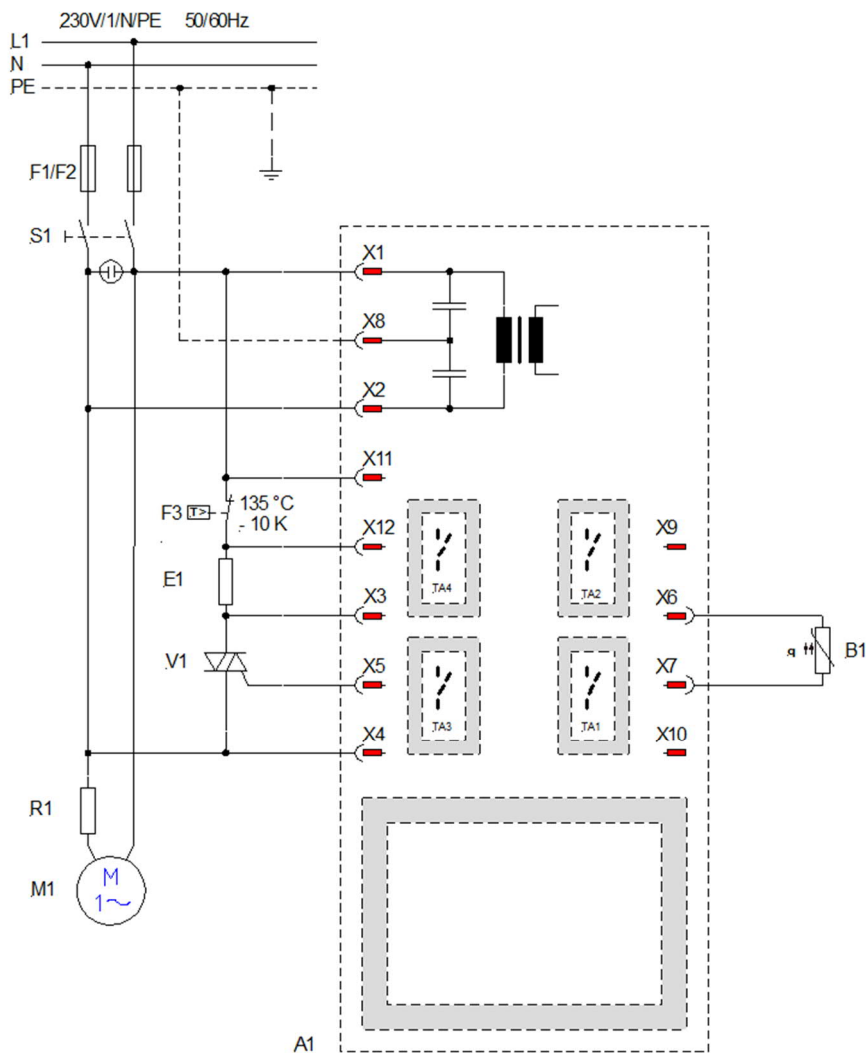 230V/1/N/PE 50/60Hz
L1
N
PE
F1/F2
S1
X1
X8
X2
X11
F3 T> 135 °C
- 10 K
X12
X9
TA4
TA2
E1
X3
X6
V1
X5
X7
B1
TA3
TA1
X4
X10
R1
M1
M
1~
A1